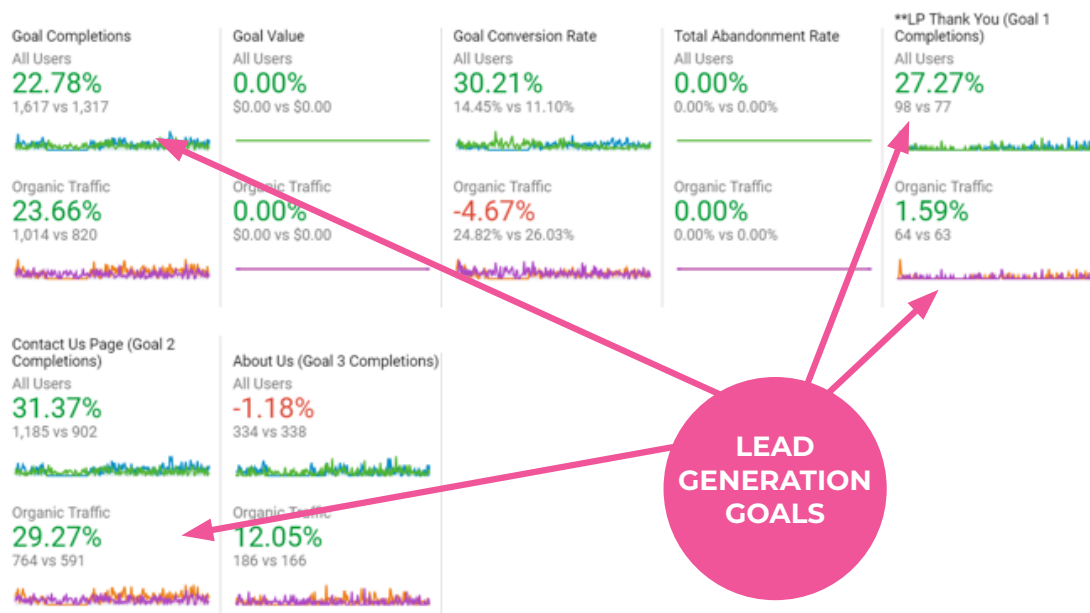 Goal Completions
All Users
22.78%
1,617 vs 1,317
Organic Traffic
23.66%
1,014 vs 820
Goal Value
All Users
0.00%
$0.00 vs $0.00
Organic Traffic
0.00%
$0.00 vs $0.00
Goal Conversion Rate
All Users
30.21%
14.45% vs 11.10%
Organic Traffic
-4.67%
24.82% vs 26.03%
Total Abandonment Rate
All Users
0.00%
0.00% vs 0.00%
Organic Traffic
0.00%
0.00% vs 0.00%
**LP Thank You (Goal 1
Completions)
All Users
27.27%
98 vs 77
Organic Traffic
1.59%
64 vs 63
Contact Us Page (Goal 2
Completions)
All Users
31.37%
1,185 vs 902
Organic Traffic
29.27%
764 vs 591
About Us (Goal 3 Completions)
All Users
-1.18%
334 vs 338
Organic Traffic
12.05%
186 vs 166
LEAD
GENERATION
GOALS